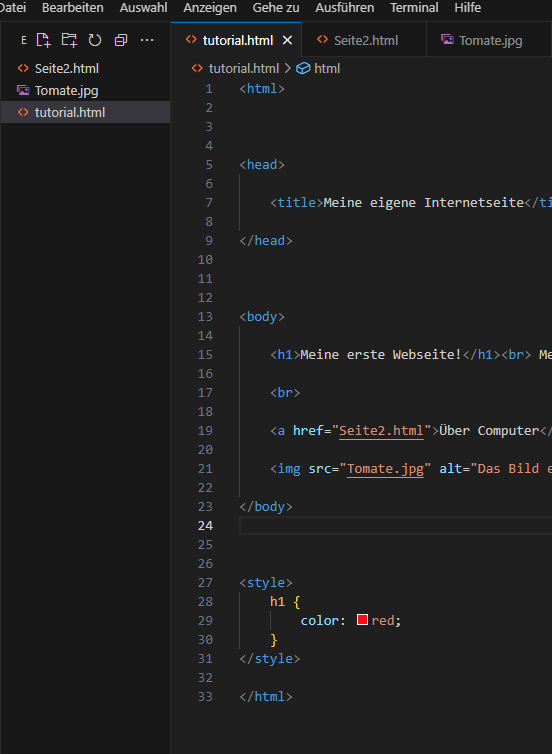 Datei Bearbeiten Auswahl Anzeigen Gehe zu Ausführen Terminal Hilfe
E ...
tutorial.html Seite2.html Tomate.jpg
Seite2.html
Tomate.jpg
tutorial.html
tutorial.html > html
1 <html>
2
3
4
5 <head>
6
7 <title>Meine eigene Internetseite</ti
8
9 </head>
10
11
12
13 <body>
14
15 <h1>Meine erste Webseite!</h1><br> Me
16
17 <br>
18
19 <a href="Seite2.html">Über Computer</
20
21 <img src="Tomate.jpg" alt="Das Bild e
22
23 </body>
24
25
26
27 <style>
28 h1 {
29 color: red;
30 }
31 </style>
32
33 </html>